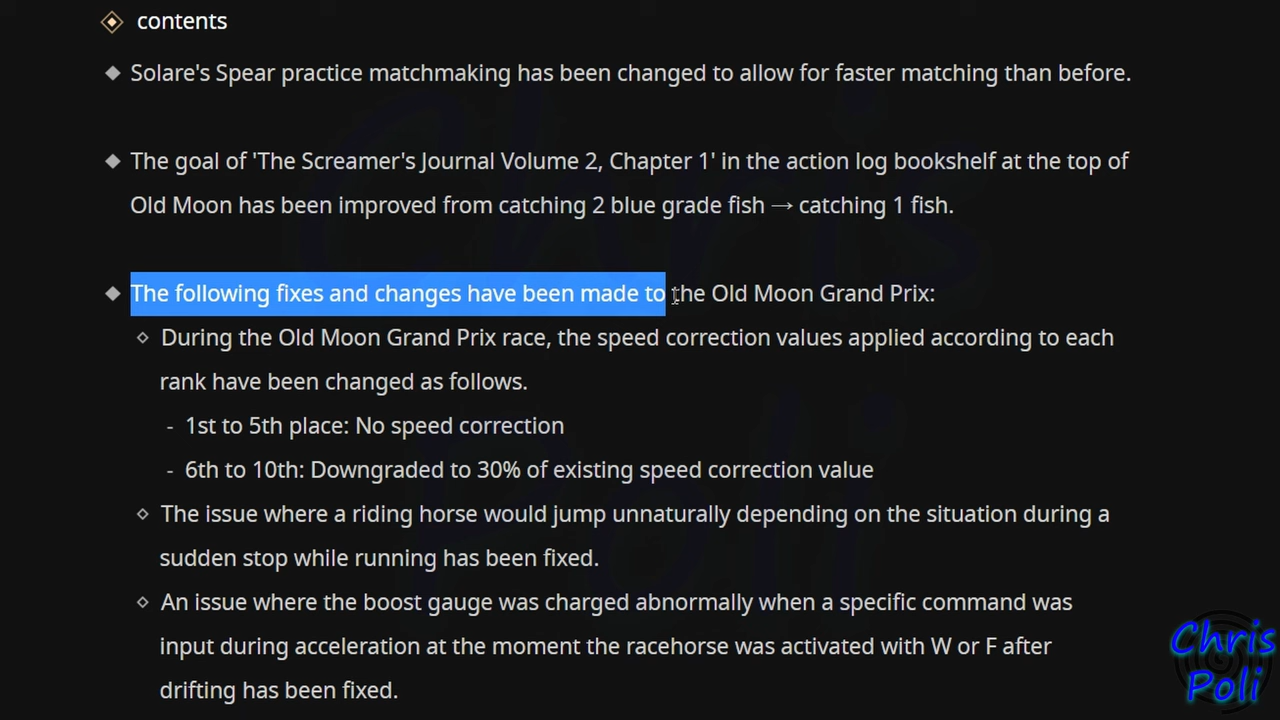 contents
Solare's Spear practice matchmaking has been changed to allow for faster matching than before.
The goal of 'The Screamer's Journal Volume 2, Chapter 1' in the action log bookshelf at the top of
Old Moon has been improved from catching 2 blue grade fish → catching 1 fish.
The following fixes and changes have been made to the Old Moon Grand Prix:
During the Old Moon Grand Prix race, the speed correction values applied according to each
rank have been changed as follows.
- 1st to 5th place: No speed correction
- 6th to 10th: Downgraded to 30% of existing speed correction value
The issue where a riding horse would jump unnaturally depending on the situation during a
sudden stop while running has been fixed.
An issue where the boost gauge was charged abnormally when a specific command was
input during acceleration at the moment the racehorse was activated with W or F after
drifting has been fixed.
Chris
Poli
Chris
Poli